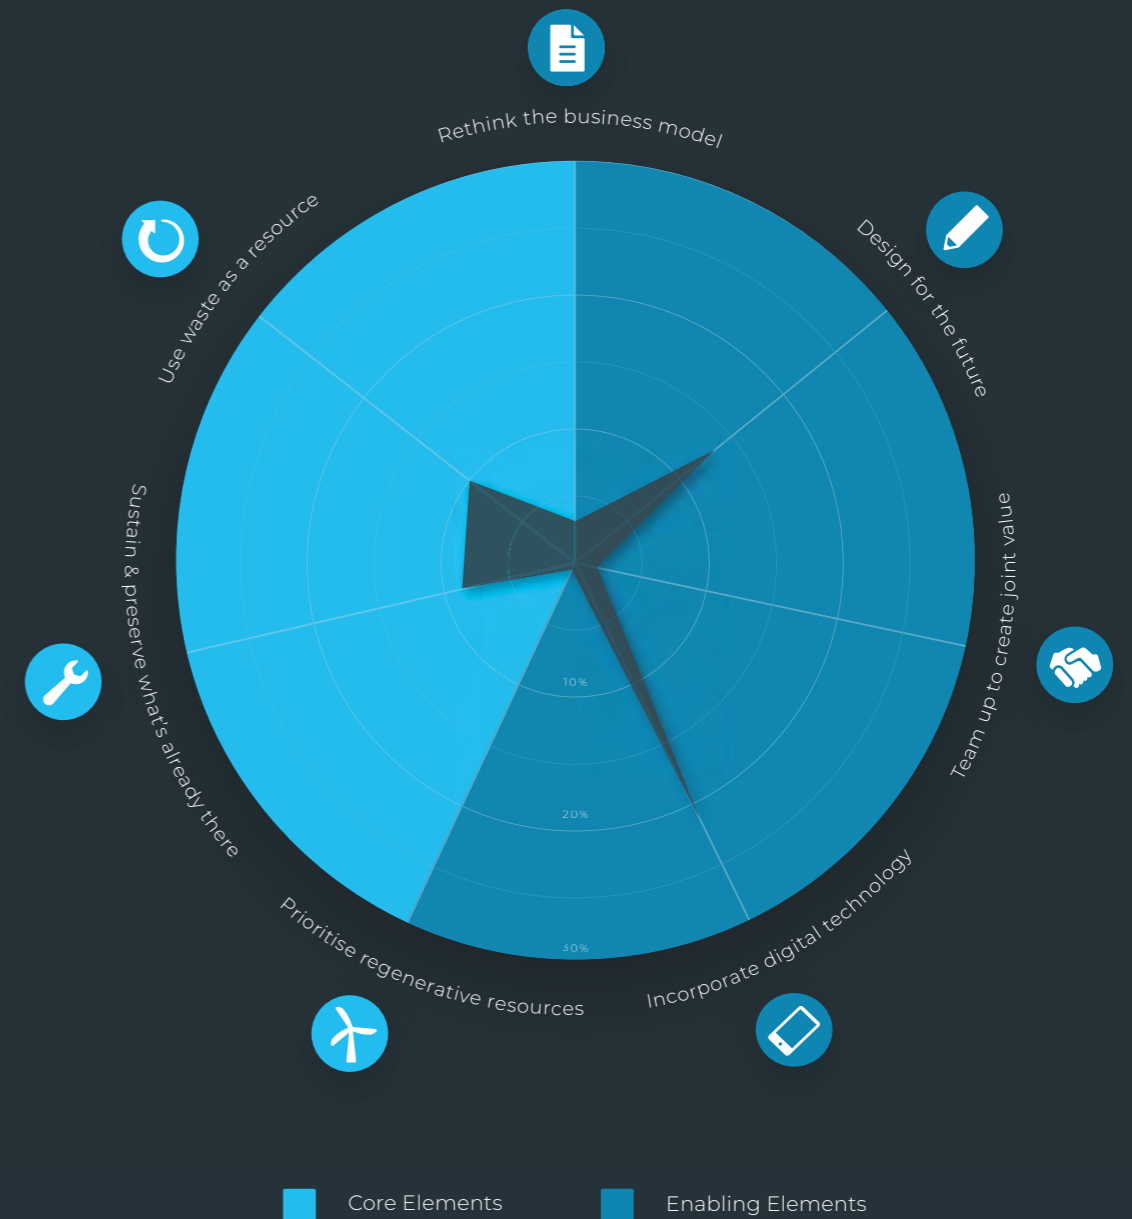 Rethink the business model
Use waste as a resource
Design for the future
Sustain & preserve what's already there
Team up to create joint value
10%
20%
30%
Prioritise regenerative resources
Incorporate digital technology
Core Elements
Enabling Elements